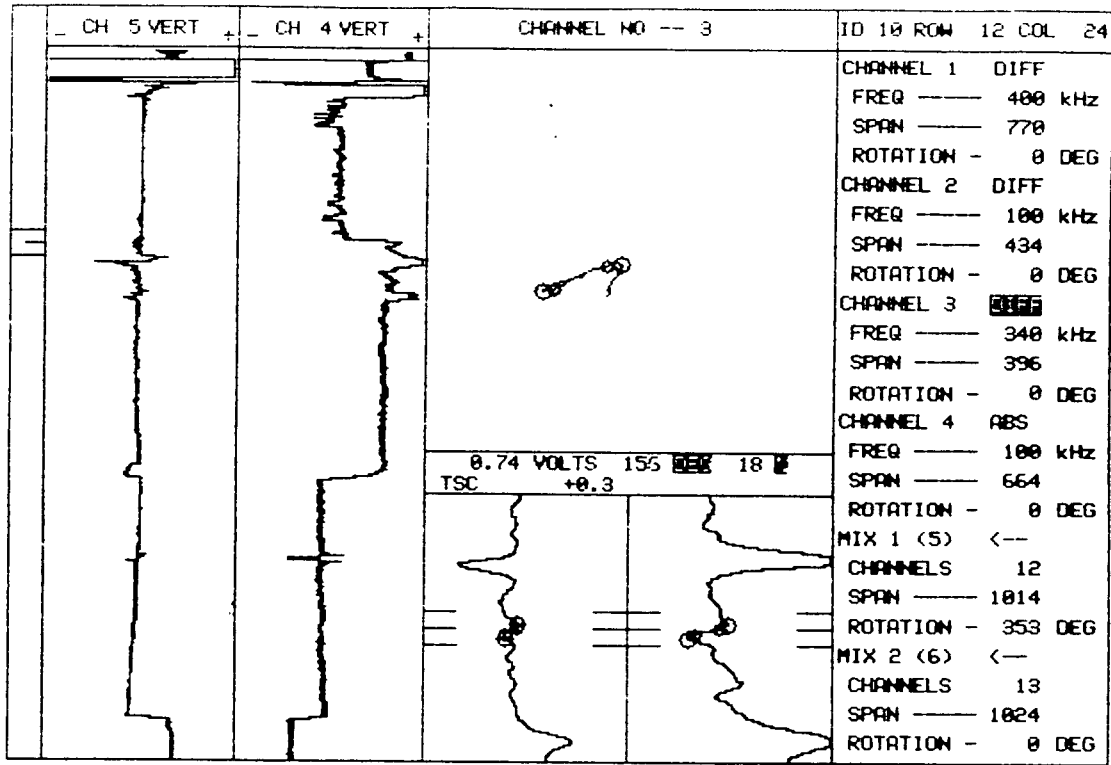 _ CH 5 VERT +
_ CH 4 VERT +
CHANNEL NO -- 3
ID 10 ROW 12 COL 24
CHANNEL 1 DIFF
FREQ ----- 400 kHz
SPAN ----- 770
ROTATION - 0 DEG
CHANNEL 2 DIFF
FREQ ----- 100 kHz
SPAN ----- 434
ROTATION - 0 DEG
CHANNEL 3 DIFF
FREQ ----- 340 kHz
SPAN ----- 396
ROTATION - 0 DEG
CHANNEL 4 ABS
FREQ ----- 100 kHz
SPAN ----- 664
ROTATION - 0 DEG
MIX 1 (5) <--
CHANNELS 12
SPAN ----- 1014
ROTATION - 353 DEG
MIX 2 (6) <--
CHANNELS 13
SPAN ----- 1024
ROTATION - 0 DEG
0.74 VOLTS 156 18
TSC +0.3